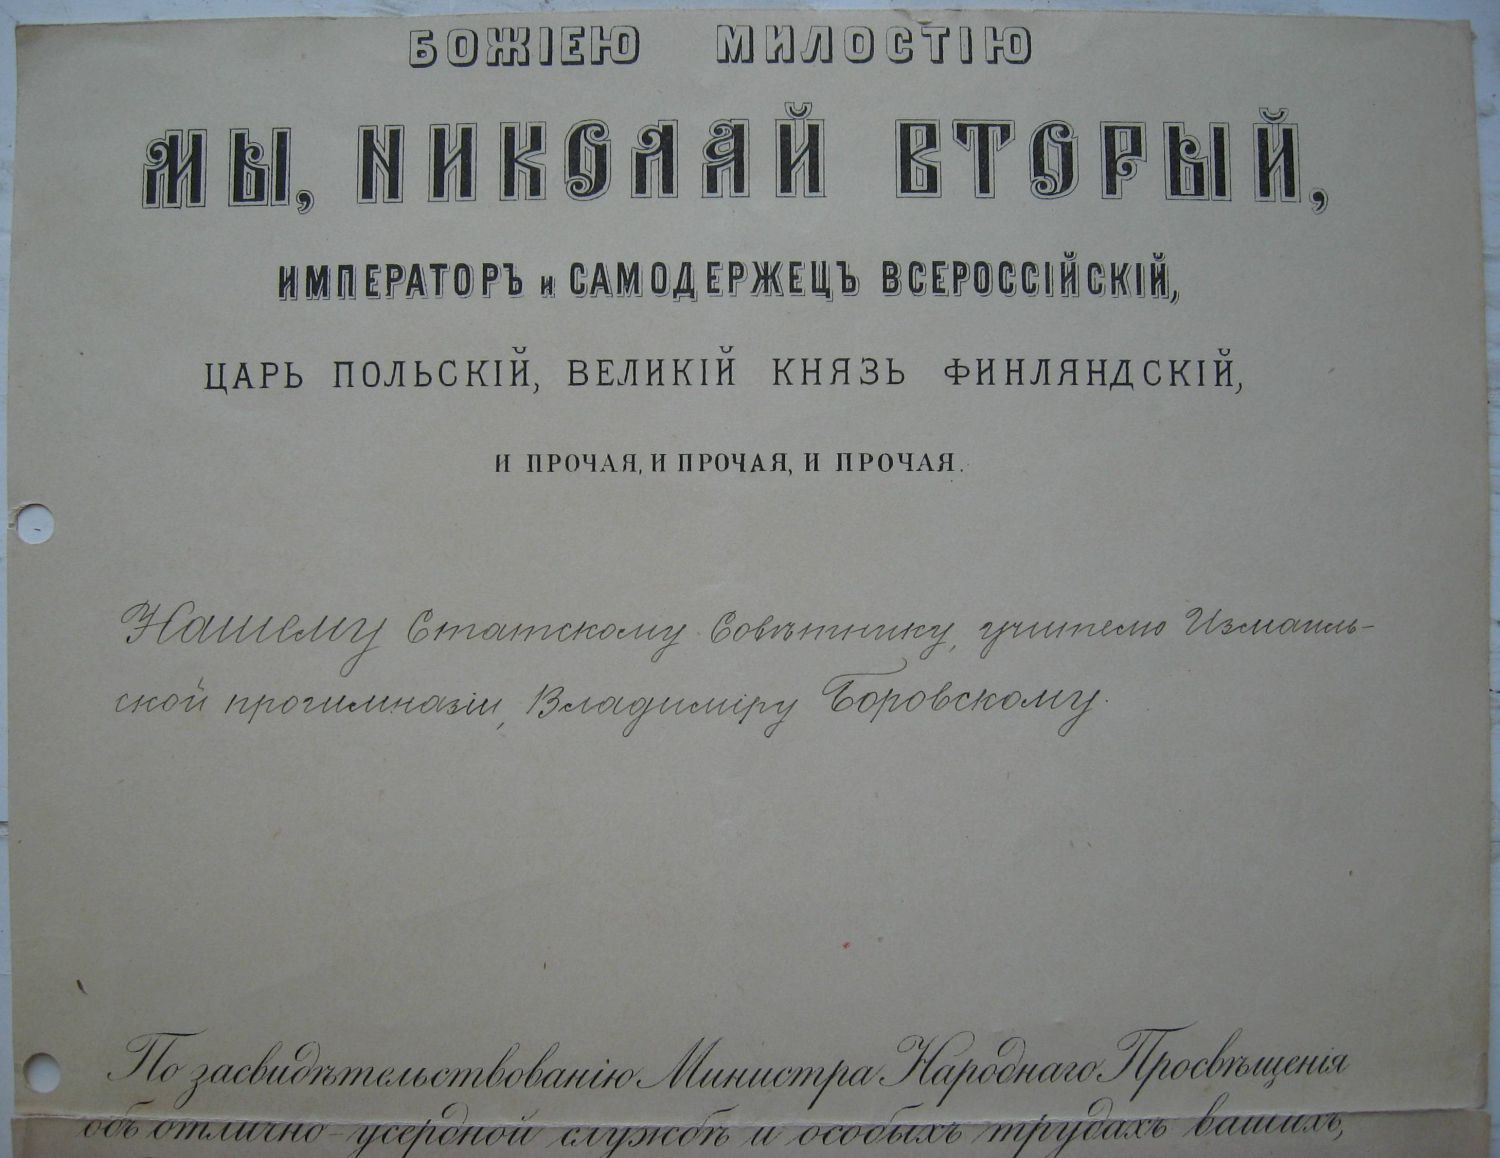 БОЖІЕЮ МИЛОСТІЮ
МЫ, НИКОЛАЙ ВТОРЫЙ,
ИМПЕРАТОРЪ и САМОДЕРЖЕЦЪ ВСЕРОССІЙСКІЙ,
ЦАРЬ ПОЛЬСКІЙ, ВЕЛИКІЙ КНЯЗЬ ФИНЛЯНДСКІЙ,
И ПРОЧАЯ, И ПРОЧАЯ, И ПРОЧАЯ.
Нашему Статскому Совѣтнику, учителю Измаиль-
ской прогимназіи, Владиміру Боровскому.
По засвидѣтельствованію Министра Народнаго Просвѣщенія
объ отлично-усердной службѣ и особыхъ трудахъ вашихъ,